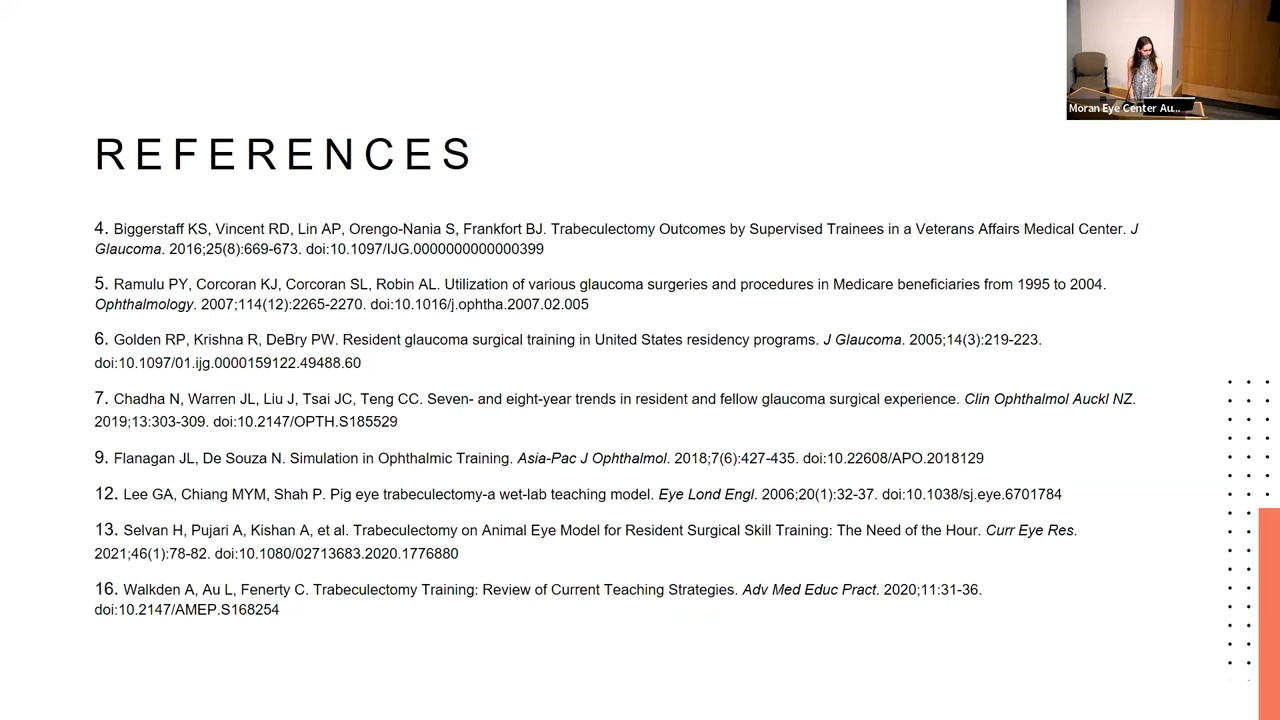 Moran Eye Center Au...
REFERENCES
4. Biggerstaff KS, Vincent RD, Lin AP, Orengo-Nania S, Frankfort BJ. Trabeculectomy Outcomes by Supervised Trainees in a Veterans Affairs Medical Center. J
Glaucoma. 2016;25(8):669-673. doi:10.1097/IJG.0000000000000399
5. Ramulu PY, Corcoran KJ, Corcoran SL, Robin AL. Utilization of various glaucoma surgeries and procedures in Medicare beneficiaries from 1995 to 2004.
Ophthalmology. 2007;114(12):2265-2270. doi:10.1016/j.ophtha.2007.02.005
6. Golden RP, Krishna R, DeBry PW. Resident glaucoma surgical training in United States residency programs. J Glaucoma. 2005;14(3):219-223.
doi:10.1097/01.ijg.0000159122.49488.60
7. Chadha N, Warren JL, Liu J, Tsai JC, Teng CC. Seven- and eight-year trends in resident and fellow glaucoma surgical experience. Clin Ophthalmol Auckl NZ.
2019;13:303-309. doi:10.2147/OPTH.S185529
9. Flanagan JL, De Souza N. Simulation in Ophthalmic Training. Asia-Pac J Ophthalmol. 2018;7(6):427-435. doi:10.22608/APO.2018129
12. Lee GA, Chiang MYM, Shah P. Pig eye trabeculectomy-a wet-lab teaching model. Eye Lond Engl. 2006;20(1):32-37. doi:10.1038/sj.eye.6701784
13. Selvan H, Pujari A, Kishan A, et al. Trabeculectomy on Animal Eye Model for Resident Surgical Skill Training: The Need of the Hour. Curr Eye Res.
2021;46(1):78-82. doi:10.1080/02713683.2020.1776880
16. Walkden A, Au L, Fenerty C. Trabeculectomy Training: Review of Current Teaching Strategies. Adv Med Educ Pract. 2020;11:31-36.
doi:10.2147/AMEP.S168254